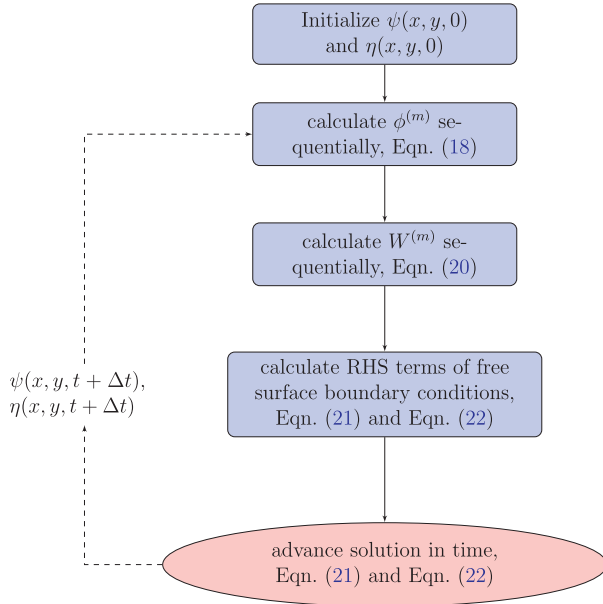 Initialize ψ(x, y, 0)
and η(x, y, 0)
calculate ϕ^(m) se-
quentially, Eqn. (18)
calculate W^(m) se-
quentially, Eqn. (20)
calculate RHS terms of free
surface boundary conditions,
Eqn. (21) and Eqn. (22)
ψ(x, y, t + Δt),
η(x, y, t + Δt)
advance solution in time,
Eqn. (21) and Eqn. (22)